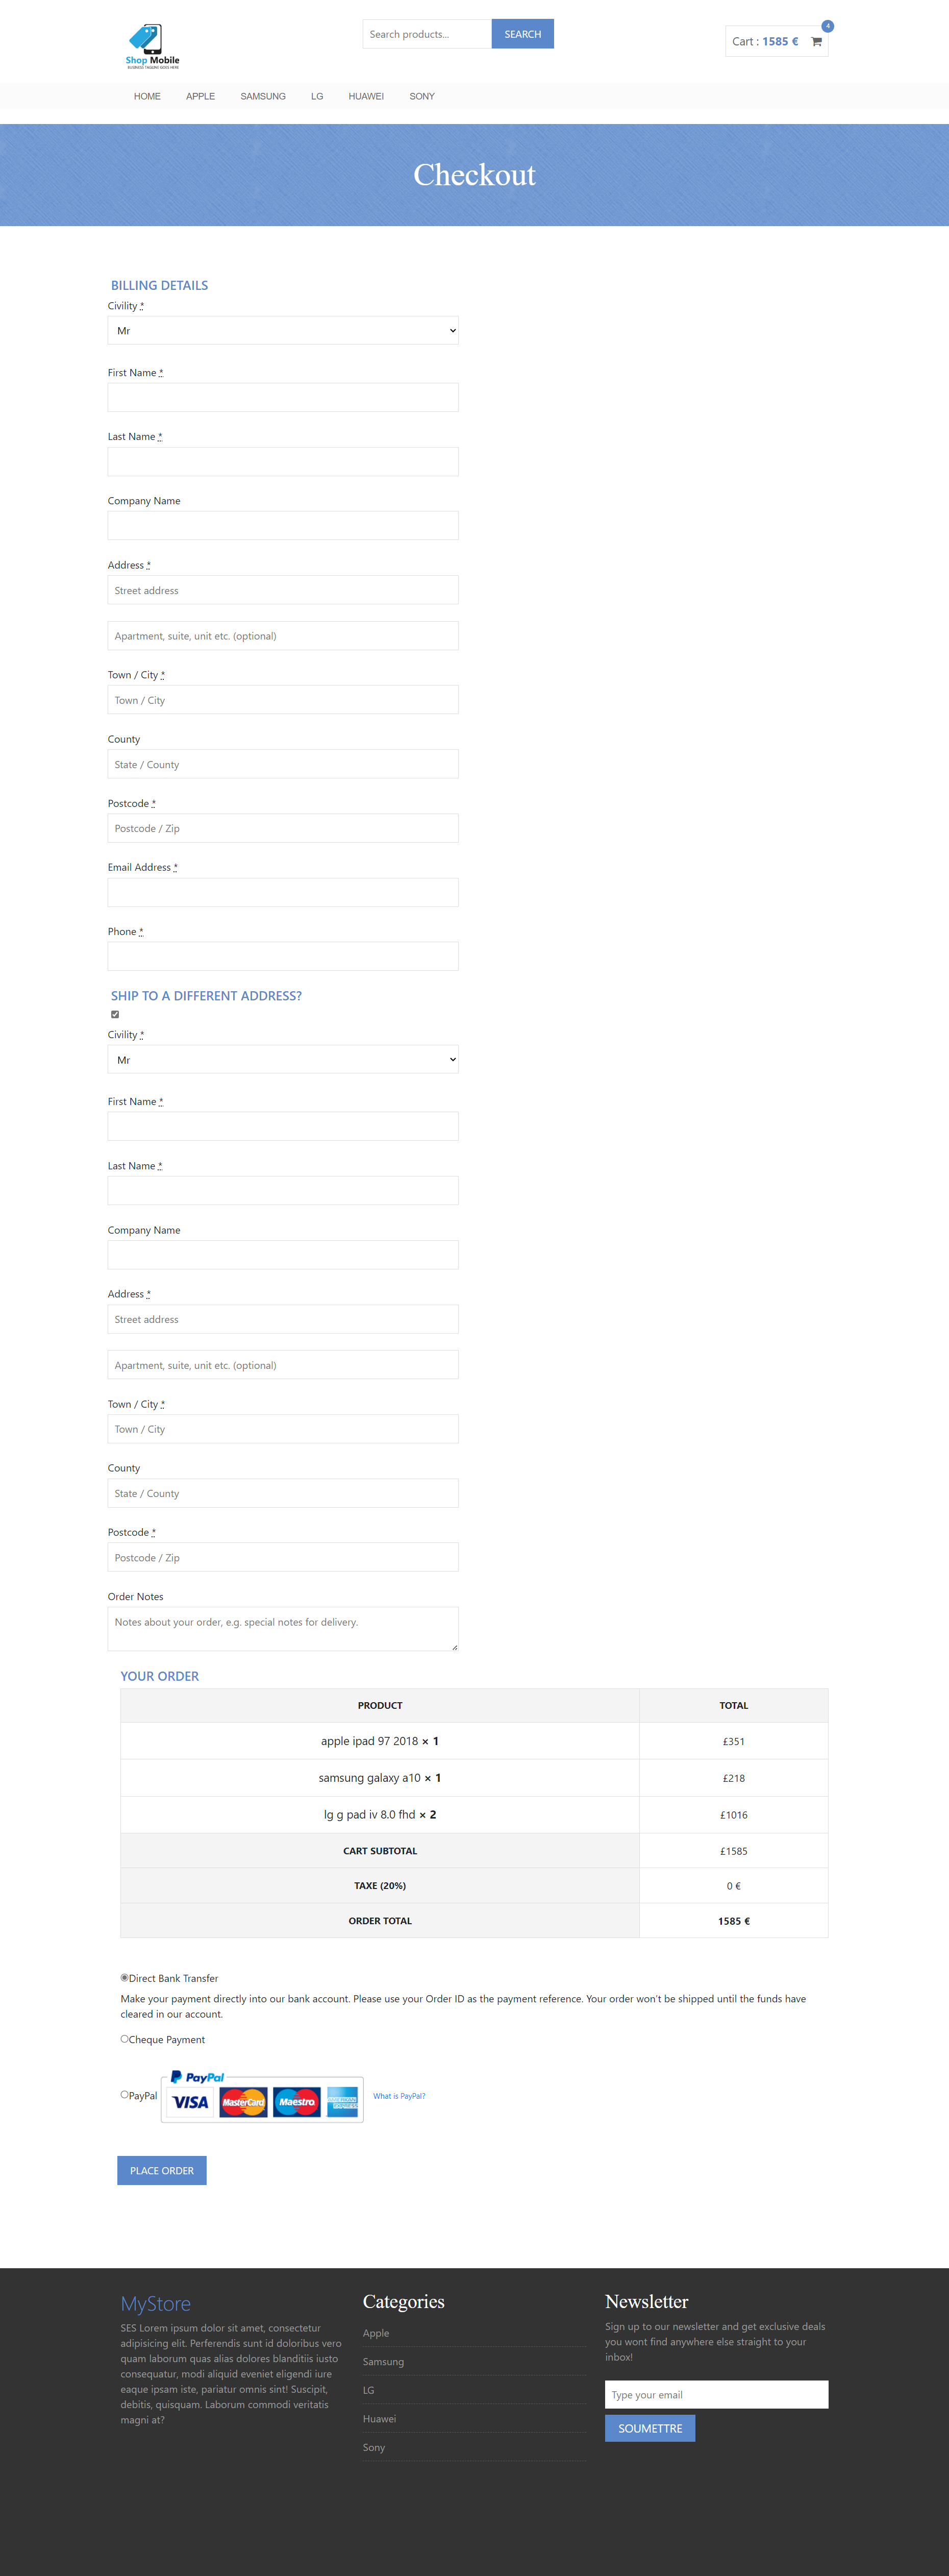 Shop Mobile
BUSINESS TAGLINE GOES HERE
Search products...
SEARCH
Cart : 1585 €
4
HOME APPLE SAMSUNG LG HUAWEI SONY
Checkout
BILLING DETAILS
Civility *
Mr
First Name *
Last Name *
Company Name
Address *
Street address
Apartment, suite, unit etc. (optional)
Town / City *
Town / City
County
State / County
Postcode *
Postcode / Zip
Email Address *
Phone *
SHIP TO A DIFFERENT ADDRESS?
Civility *
Mr
First Name *
Last Name *
Company Name
Address *
Street address
Apartment, suite, unit etc. (optional)
Town / City *
Town / City
County
State / County
Postcode *
Postcode / Zip
Order Notes
Notes about your order, e.g. special notes for delivery.
YOUR ORDER
PRODUCT TOTAL
apple ipad 97 2018 × 1 £351
samsung galaxy a10 × 1 £218
lg g pad iv 8.0 fhd × 2 £1016
CART SUBTOTAL £1585
TAXE (20%) 0 €
ORDER TOTAL 1585 €
Direct Bank Transfer
Make your payment directly into our bank account. Please use your Order ID as the payment reference. Your order won't be shipped until the funds have
cleared in our account.
Cheque Payment
PayPal
PayPal
VISA MasterCard Maestro AMERICAN EXPRESS
What is PayPal?
PLACE ORDER
MyStore
SES Lorem ipsum dolor sit amet, consectetur
adipisicing elit. Perferendis sunt id doloribus vero
quam laborum quas alias dolores blanditiis iusto
consequatur, modi aliquid eveniet eligendi iure
eaque ipsam iste, pariatur omnis sint! Suscipit,
debitis, quisquam. Laborum commodi veritatis
magni at?
Categories
Apple
Samsung
LG
Huawei
Sony
Newsletter
Sign up to our newsletter and get exclusive deals
you wont find anywhere else straight to your
inbox!
Type your email
SOUMETTRE